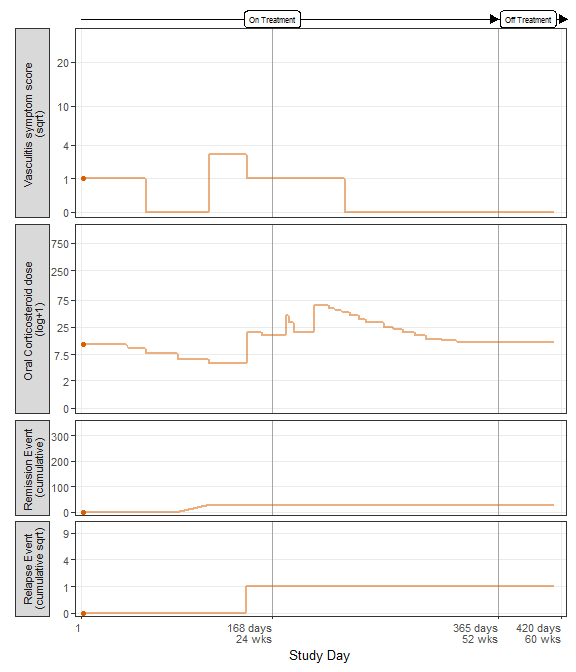 On Treatment
Off Treatment
Vasculitis symptom score
(sqrt)
20
10
4
1
0
Oral Corticosteroid dose
(log+1)
750
250
75
25
7.5
2
0
Remission Event
(cumulative)
300
200
100
0
Relapse Event
(cumulative sqrt)
9
4
1
0
1
168 days
24 wks
365 days
52 wks
420 days
60 wks
Study Day